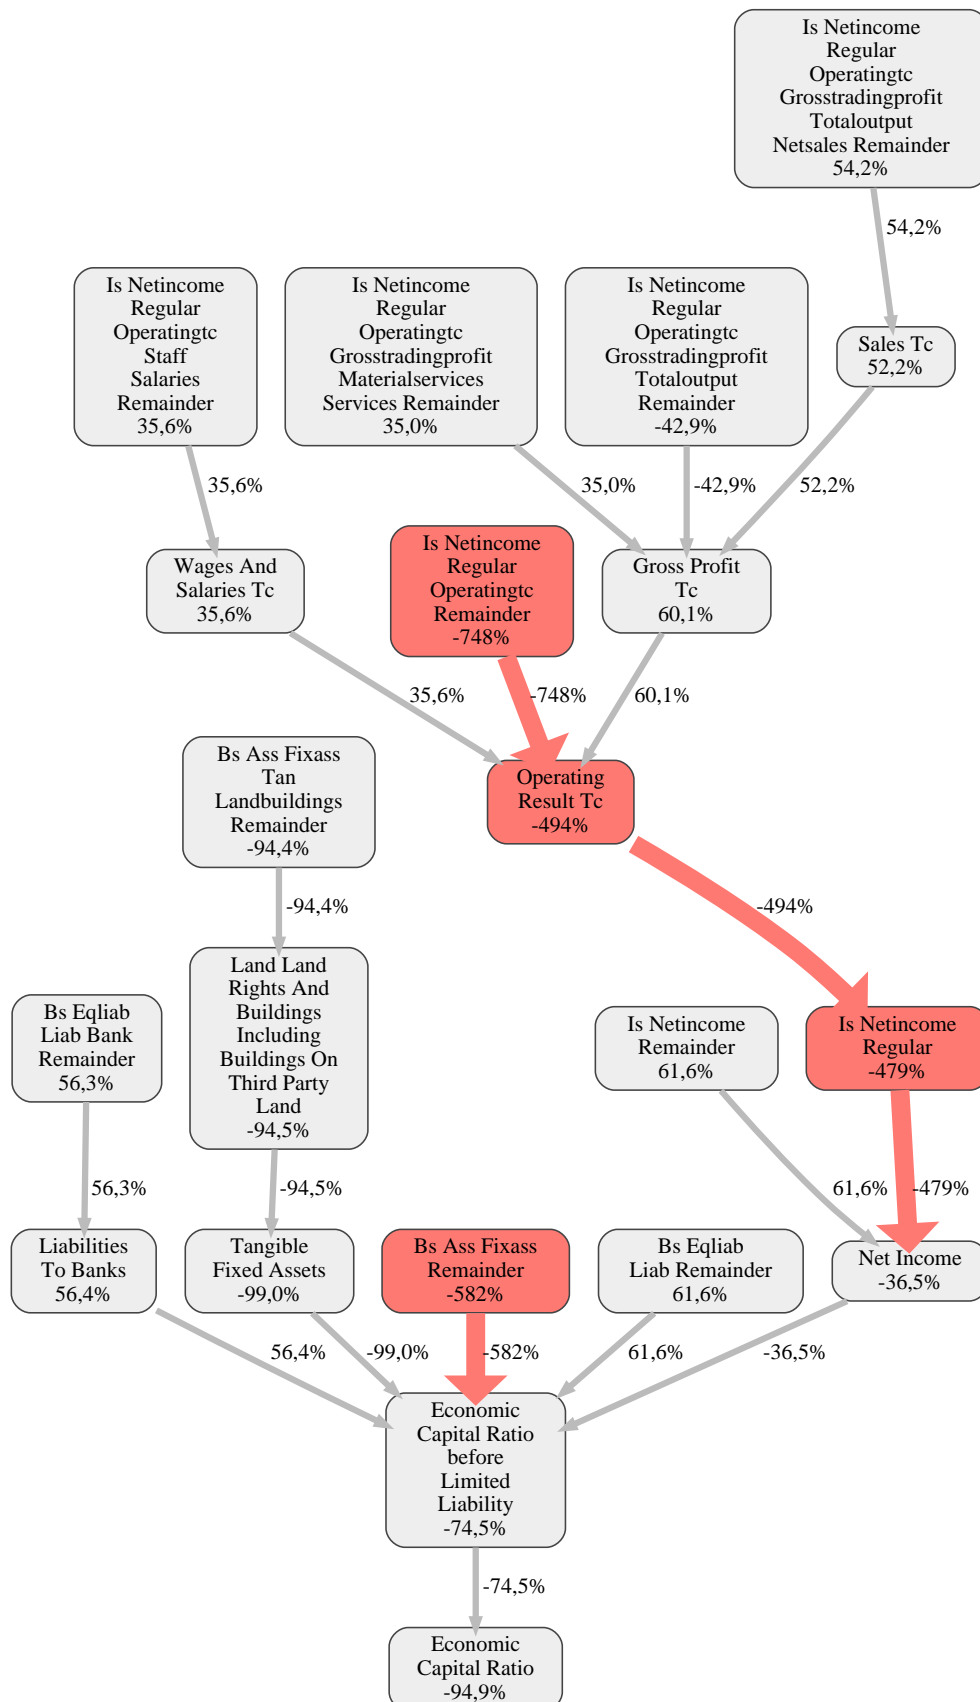 Is Netincome
Regular
Operatingtc
Grosstradingprofit
Totaloutput
Netsales Remainder
54,2%
54,2%
Is Netincome
Regular
Operatingtc
Staff
Salaries
Remainder
35,6%
Is Netincome
Regular
Operatingtc
Grosstradingprofit
Materialservices
Services Remainder
35,0%
Is Netincome
Regular
Operatingtc
Grosstradingprofit
Totaloutput
Remainder
-42,9%
Sales Tc
52,2%
35,6%
35,0%
-42,9%
52,2%
Wages And
Salaries Tc
35,6%
Is Netincome
Regular
Operatingtc
Remainder
-748%
Gross Profit
Tc
60,1%
35,6%
-748%
60,1%
Bs Ass Fixass
Tan
Landbuildings
Remainder
-94,4%
Operating
Result Tc
-494%
-94,4%
-494%
Bs Eqliab
Liab Bank
Remainder
56,3%
Land Land
Rights And
Buildings
Including
Buildings On
Third Party
Land
-94,5%
Is Netincome
Remainder
61,6%
Is Netincome
Regular
-479%
56,3%
-94,5%
61,6%
-479%
Liabilities
To Banks
56,4%
Tangible
Fixed Assets
-99,0%
Bs Ass Fixass
Remainder
-582%
Bs Eqliab
Liab Remainder
61,6%
Net Income
-36,5%
56,4%
-99,0%
-582%
61,6%
-36,5%
Economic
Capital Ratio
before
Limited
Liability
-74,5%
-74,5%
Economic
Capital Ratio
-94,9%